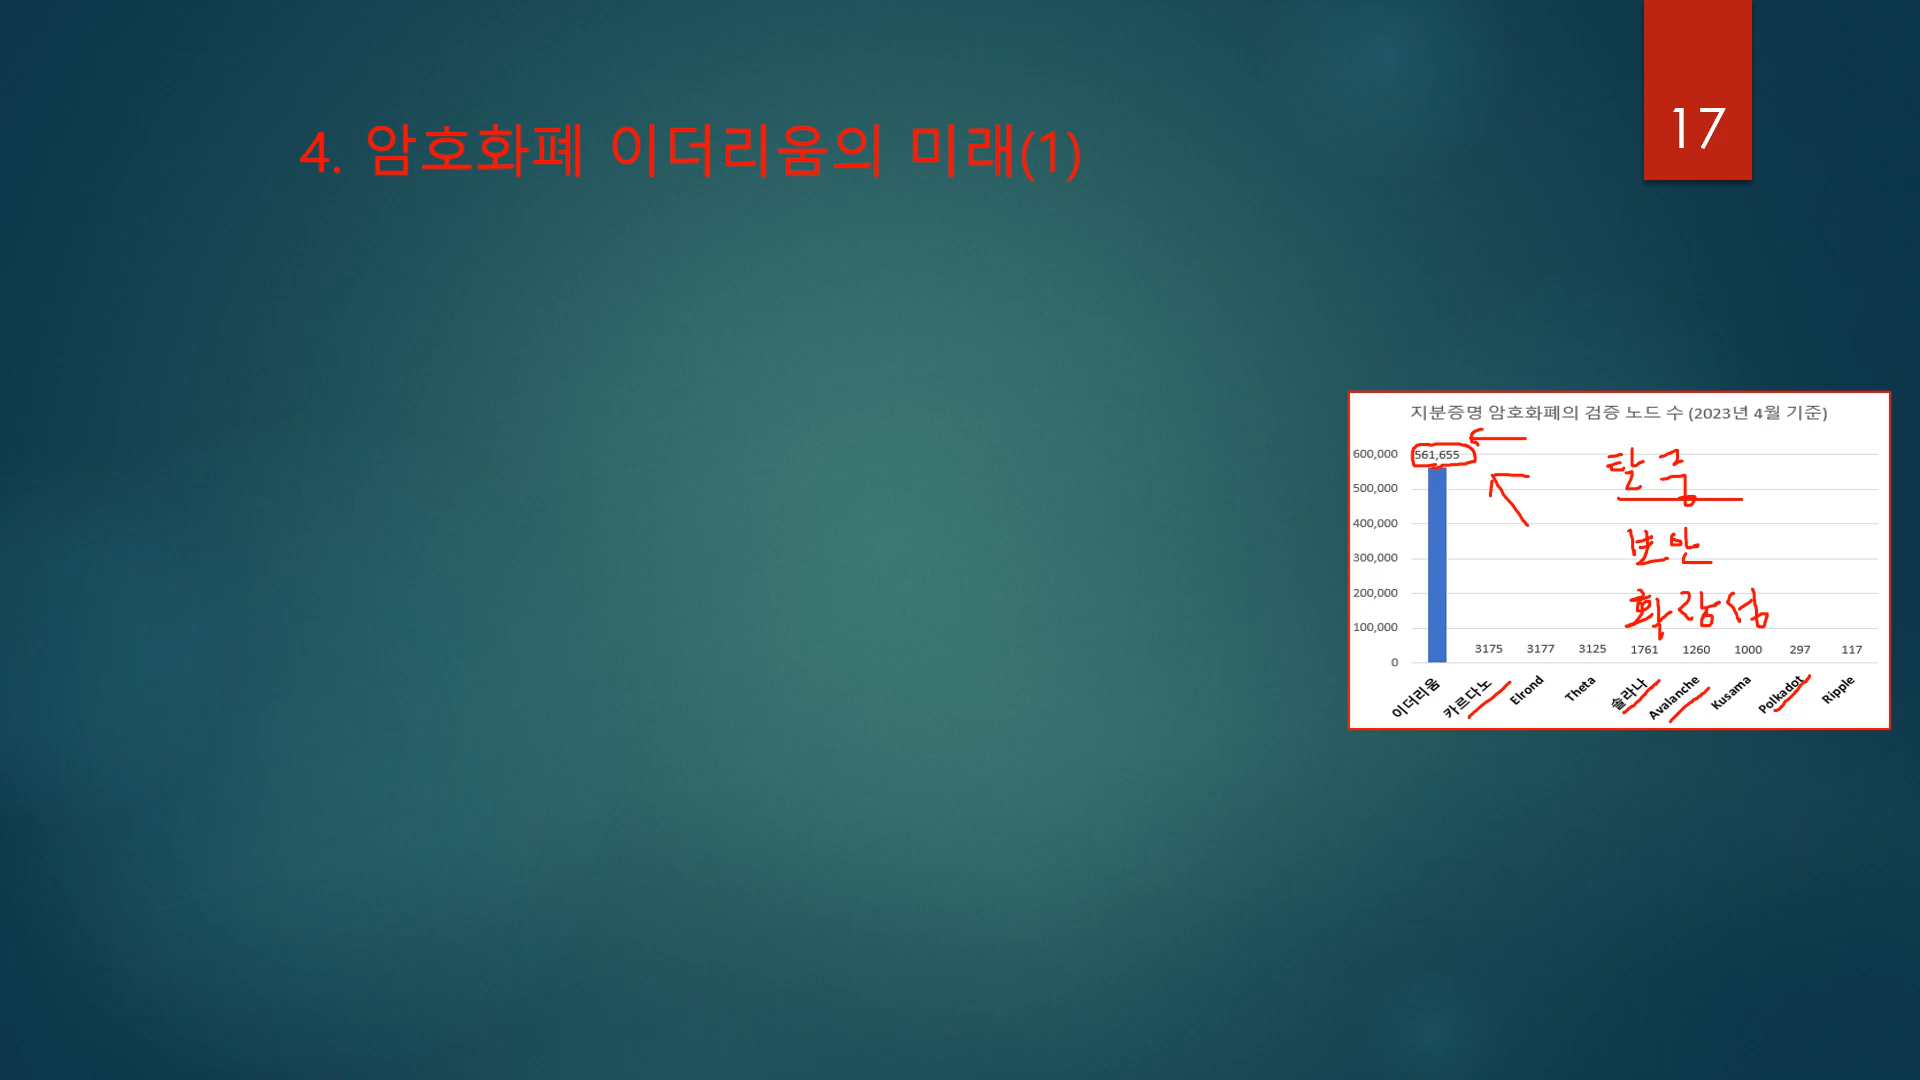 17
4. 암호화폐 이더리움의 미래(1)
지분증명 암호화폐의 검증 노드 수 (2023년 4월 기준)
600,000
500,000
400,000
300,000
200,000
100,000
0
561,655
3175
3177
3125
1761
1260
1000
297
117
이더리움
카르다노
Elrond
Theta
솔라나
Avalanche
Kusama
Polkadot
Ripple
탈중
보안
확장성